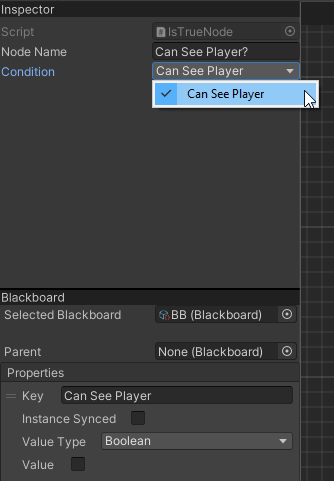 Inspector
Script IsTrueNode
Node Name Can See Player?
Condition Can See Player
Can See Player
Blackboard
Selected Blackboard BB (Blackboard)
Parent None (Blackboard)
Properties
Key Can See Player
Instance Synced
Value Type Boolean
Value